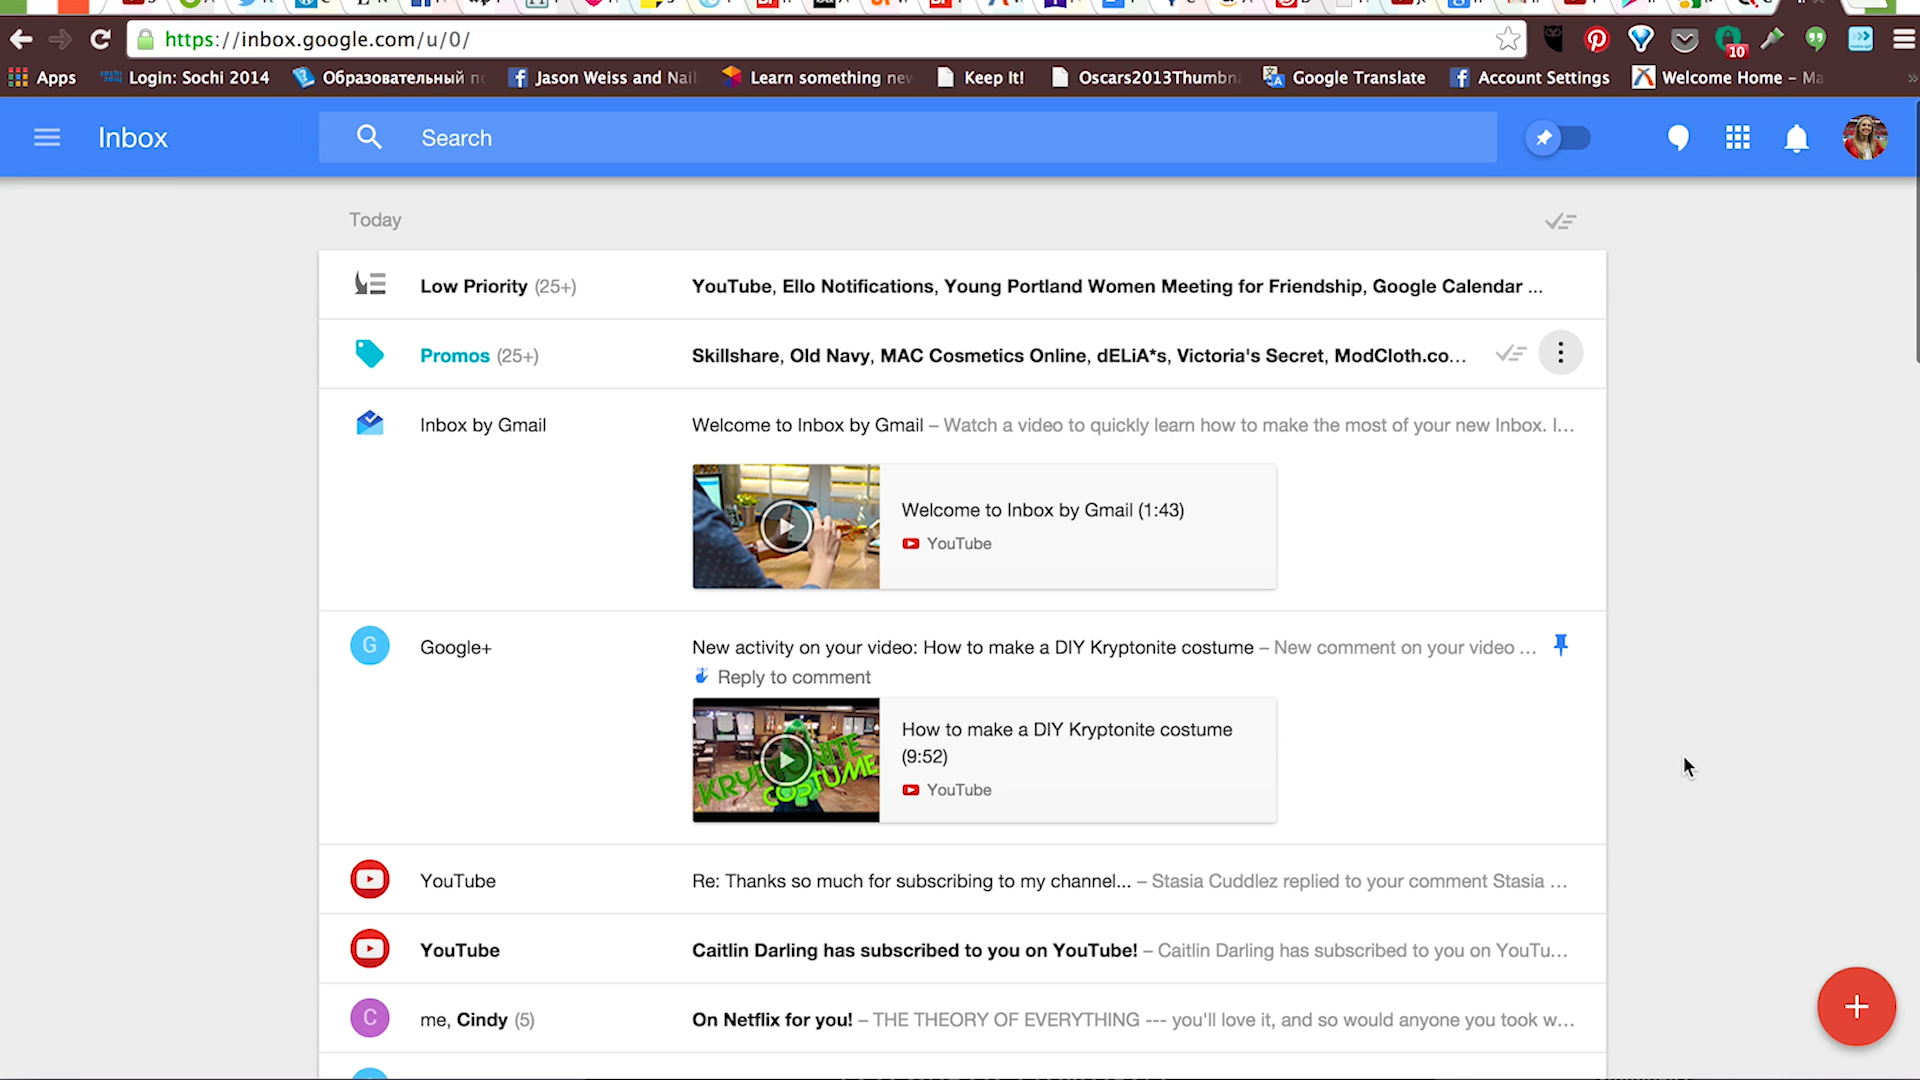 https://inbox.google.com/u/0/
10
Apps Login: Sochi 2014 Образовательный п Jason Weiss and Nail Learn something new Keep It! Oscars2013Thumbna Google Translate Account Settings Welcome Home – Ma »
Inbox Search
Today
Low Priority (25+) YouTube, Ello Notifications, Young Portland Women Meeting for Friendship, Google Calendar ...
Promos (25+) Skillshare, Old Navy, MAC Cosmetics Online, dELiA*s, Victoria's Secret, ModCloth.co...
Inbox by Gmail Welcome to Inbox by Gmail – Watch a video to quickly learn how to make the most of your new Inbox. I...
Welcome to Inbox by Gmail (1:43)
YouTube
G Google+ New activity on your video: How to make a DIY Kryptonite costume – New comment on your video ...
Reply to comment
KRYPTONITE
COSTUME
How to make a DIY Kryptonite costume
(9:52)
YouTube
YouTube Re: Thanks so much for subscribing to my channel... – Stasia Cuddlez replied to your comment Stasia ...
YouTube Caitlin Darling has subscribed to you on YouTube! – Caitlin Darling has subscribed to you on YouTu...
C me, Cindy (5) On Netflix for you! – THE THEORY OF EVERYTHING --- you'll love it, and so would anyone you took w...